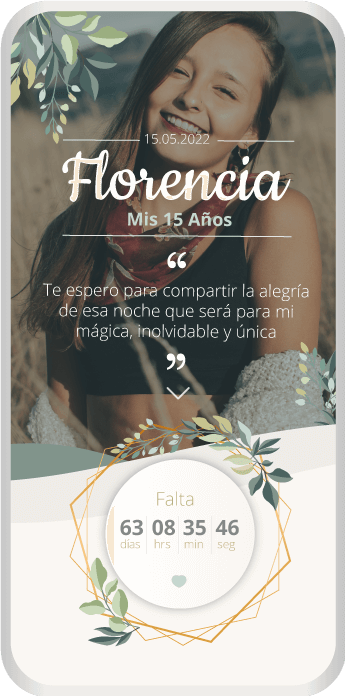 15.05.2022
Florencia
Mis 15 Años
“
Te espero para compartir la alegría
de esa noche que será para mi
mágica, inolvidable y única
”
Falta
63 08 35 46
días hrs min seg